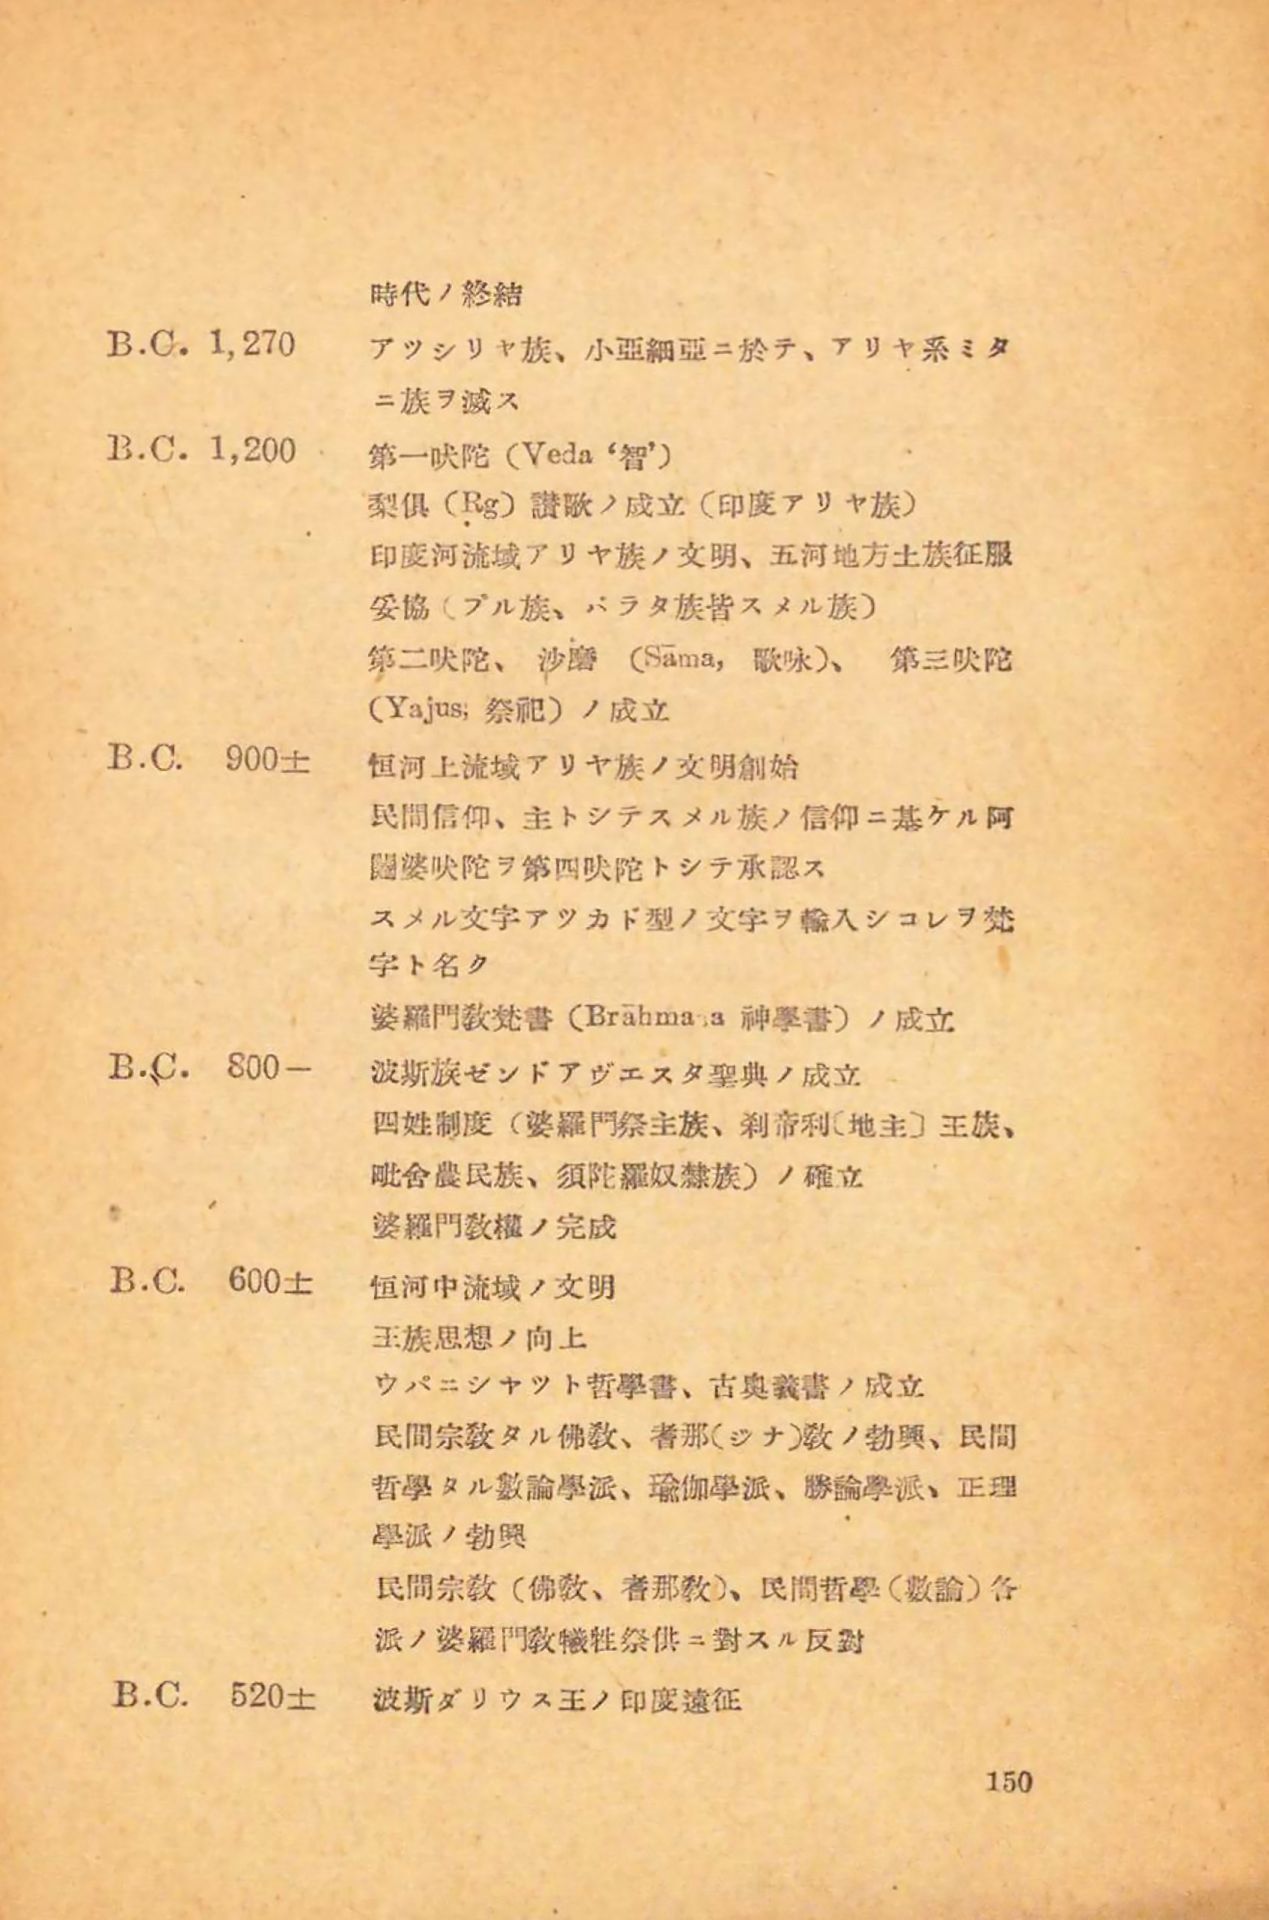 時代ノ終結
B.C. 1,270 アツシリヤ族、小亞細亞ニ於テ、アリヤ系ミタ
ニ族ヲ滅ス
B.C. 1,200 第一吠陀（Veda ‘智’）
梨俱（Ṛg）讃歌ノ成立（印度アリヤ族）
印度河流域アリヤ族ノ文明、五河地方土族征服
妥協（プル族、バラタ族皆スメル族）
第二吠陀、沙磨（Sāma, 歌咏）、第三吠陀
（Yajus; 祭祀）ノ成立
B.C. 900± 恒河上流域アリヤ族ノ文明創始
民間信仰、主トシテスメル族ノ信仰ニ基ケル阿
闥婆吠陀ヲ第四吠陀トシテ承認ス
スメル文字アツカド型ノ文字ヲ輸入シコレヲ梵
字ト名ク
婆羅門敎梵書（Brāhmaṇa 神學書）ノ成立
B.C. 800— 波斯族ゼンドアヴエスタ聖典ノ成立
四姓制度（婆羅門祭主族、刹帝利〔地主〕王族、
毗舍農民族、須陀羅奴隸族）ノ確立
婆羅門敎權ノ完成
B.C. 600± 恒河中流域ノ文明
王族思想ノ向上
ウパニシヤツト哲學書、古奥義書ノ成立
民間宗敎タル佛敎、耆那（ジナ）敎ノ勃興、民間
哲學タル數論學派、瑜伽學派、勝論學派、正理
學派ノ勃興
民間宗敎（佛敎、耆那敎）、民間哲學（數論）各
派ノ婆羅門敎犧牲祭供ニ對スル反對
B.C. 520± 波斯ダリウス王ノ印度遠征
150